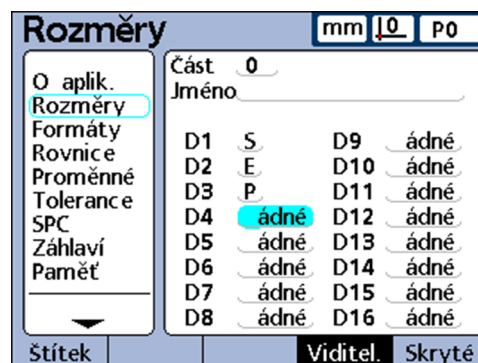 Rozměry mm 0 P0
O aplik.
Rozměry
Formáty
Rovnice
Proměnné
Tolerance
SPC
Záhlaví
Paměť
Část 0
Jméno
D1 S D9 ádné
D2 E D10 ádné
D3 P D11 ádné
D4 ádné D12 ádné
D5 ádné D13 ádné
D6 ádné D14 ádné
D7 ádné D15 ádné
D8 ádné D16 ádné
Štítek Viditel. Skryté